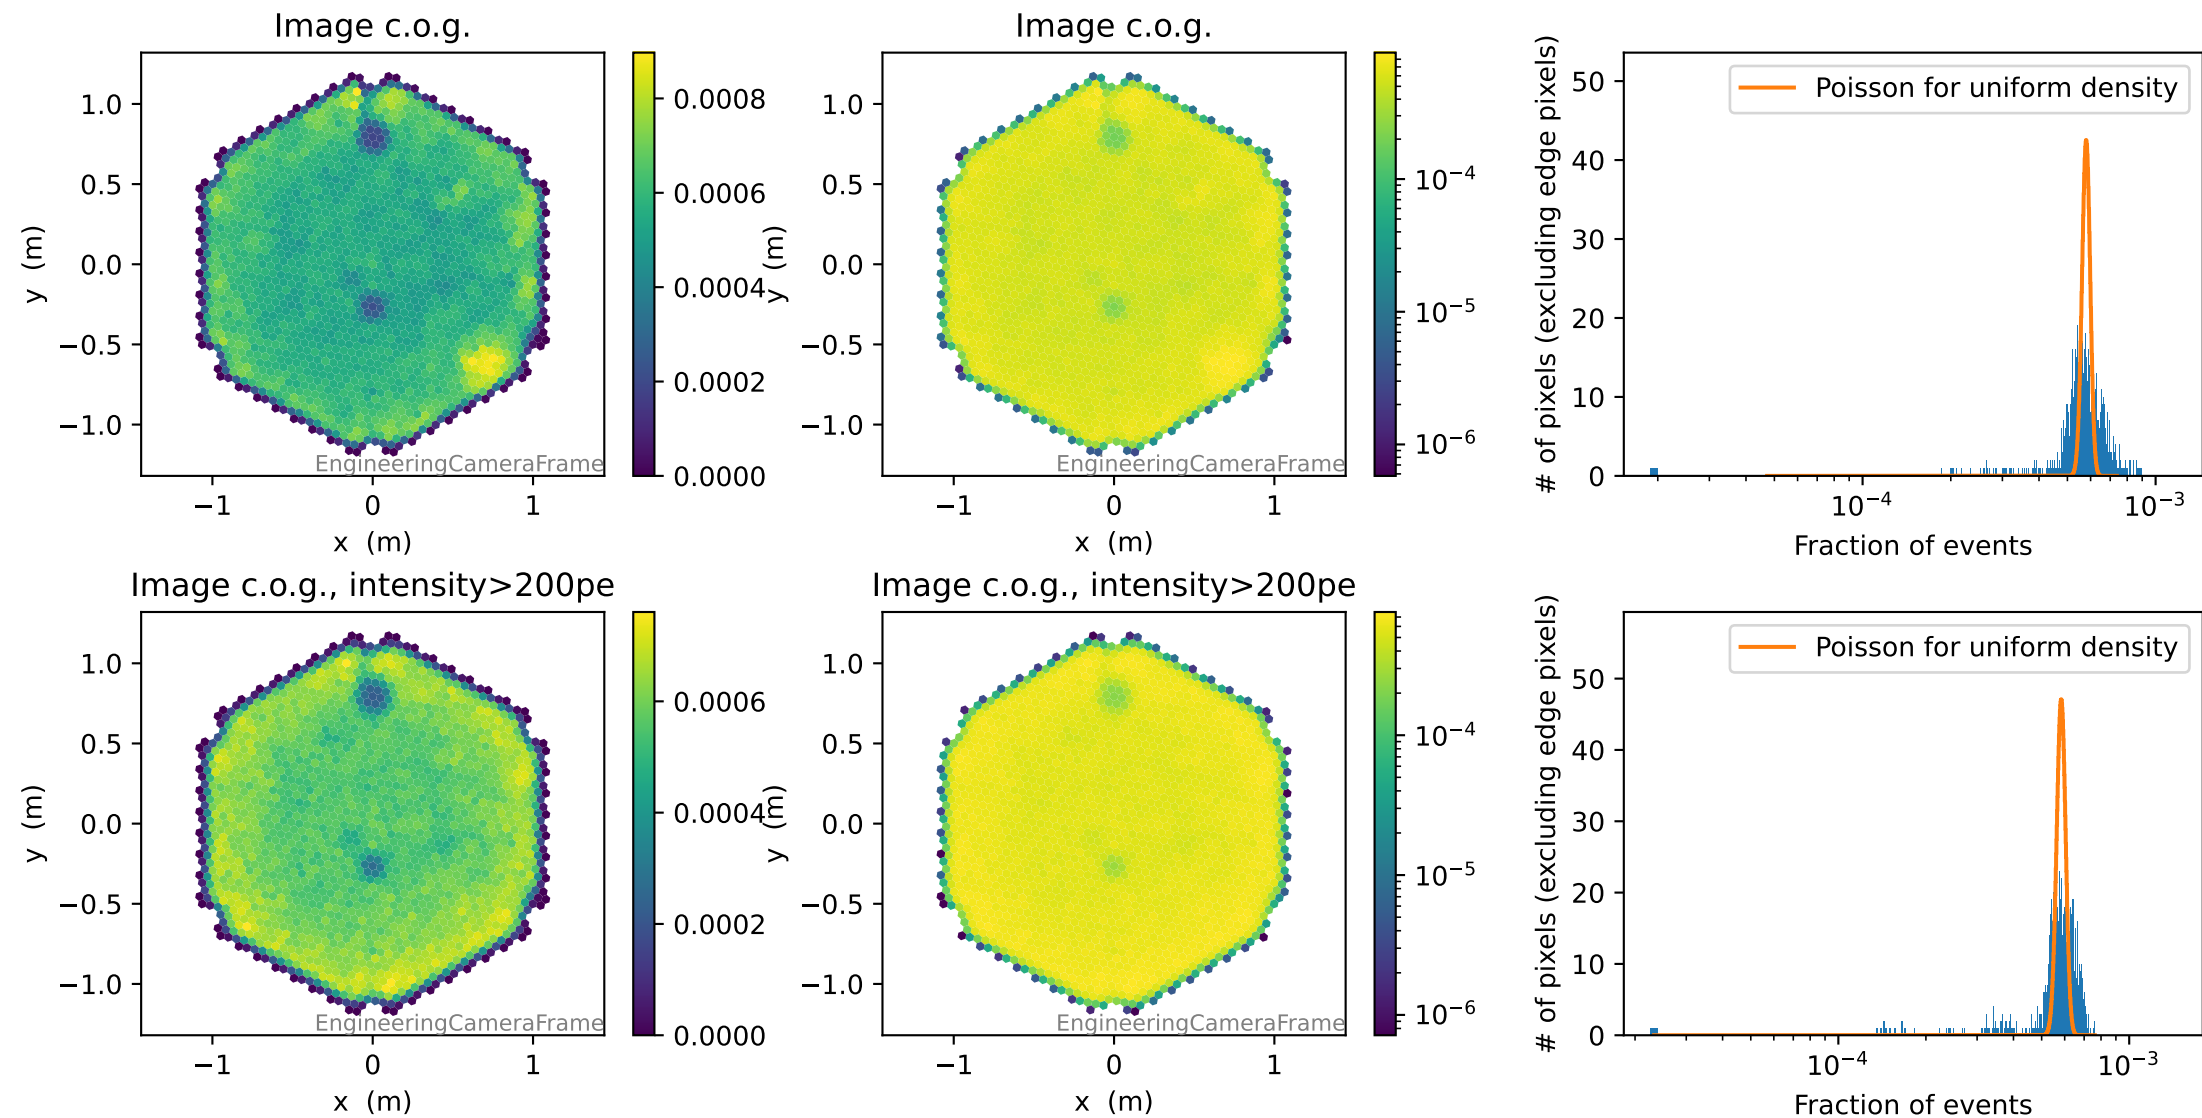 Image c.o.g.
1.0
0.5
0.0
−0.5
−1.0
y (m)
−1
0
1
x (m)
EngineeringCameraFrame
0.0008
0.0006
0.0004
0.0002
0.0000
Image c.o.g.
1.0
0.5
0.0
−0.5
−1.0
y (m)
−1
0
1
x (m)
EngineeringCameraFrame
10⁻⁴
10⁻⁵
10⁻⁶
Poisson for uniform density
50
40
30
20
10
0
# of pixels (excluding edge pixels)
10⁻⁴
10⁻³
Fraction of events
Image c.o.g., intensity>200pe
1.0
0.5
0.0
−0.5
−1.0
y (m)
−1
0
1
x (m)
EngineeringCameraFrame
0.0006
0.0004
0.0002
0.0000
Image c.o.g., intensity>200pe
1.0
0.5
0.0
−0.5
−1.0
y (m)
−1
0
1
x (m)
EngineeringCameraFrame
10⁻⁴
10⁻⁵
10⁻⁶
Poisson for uniform density
50
40
30
20
10
0
# of pixels (excluding edge pixels)
10⁻⁴
10⁻³
Fraction of events